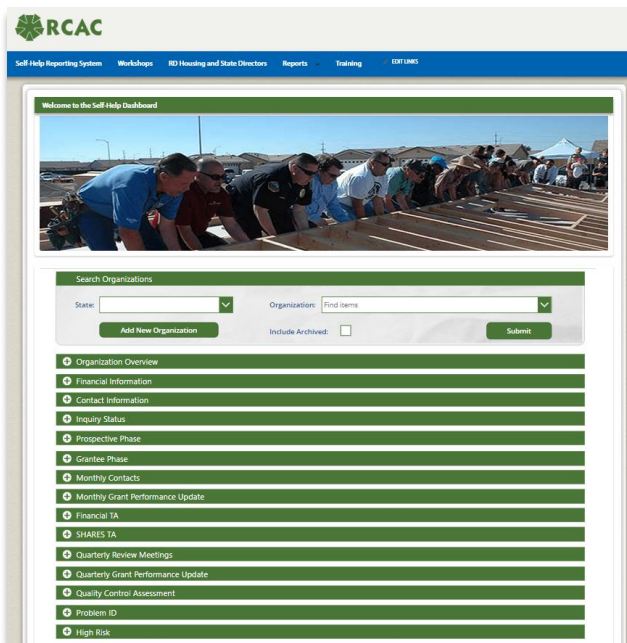 RCAC
Self-Help Reporting System Workshops RD Housing and State Directors Reports Training EDIT LINKS
Welcome to the Self-Help Dashboard
Search Organizations
State: Organization: Find items
Add New Organization Include Archived: Submit
Organization Overview
Financial Information
Contact Information
Inquiry Status
Prospective Phase
Grantee Phase
Monthly Contacts
Monthly Grant Performance Update
Financial TA
SHARES TA
Quarterly Review Meetings
Quarterly Grant Performance Update
Quality Control Assessment
Problem ID
High Risk